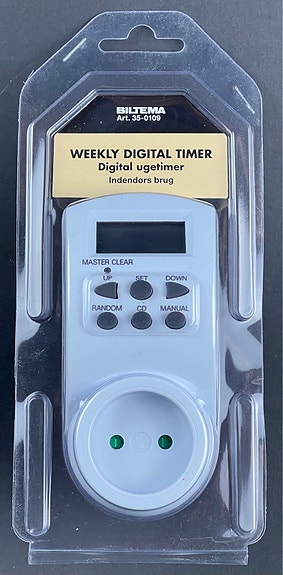 BILTEMA
Art. 35-0109
WEEKLY DIGITAL TIMER
Digital ugetimer
Indendørs brug
MASTER CLEAR
UP SET DOWN
RANDOM CD MANUAL